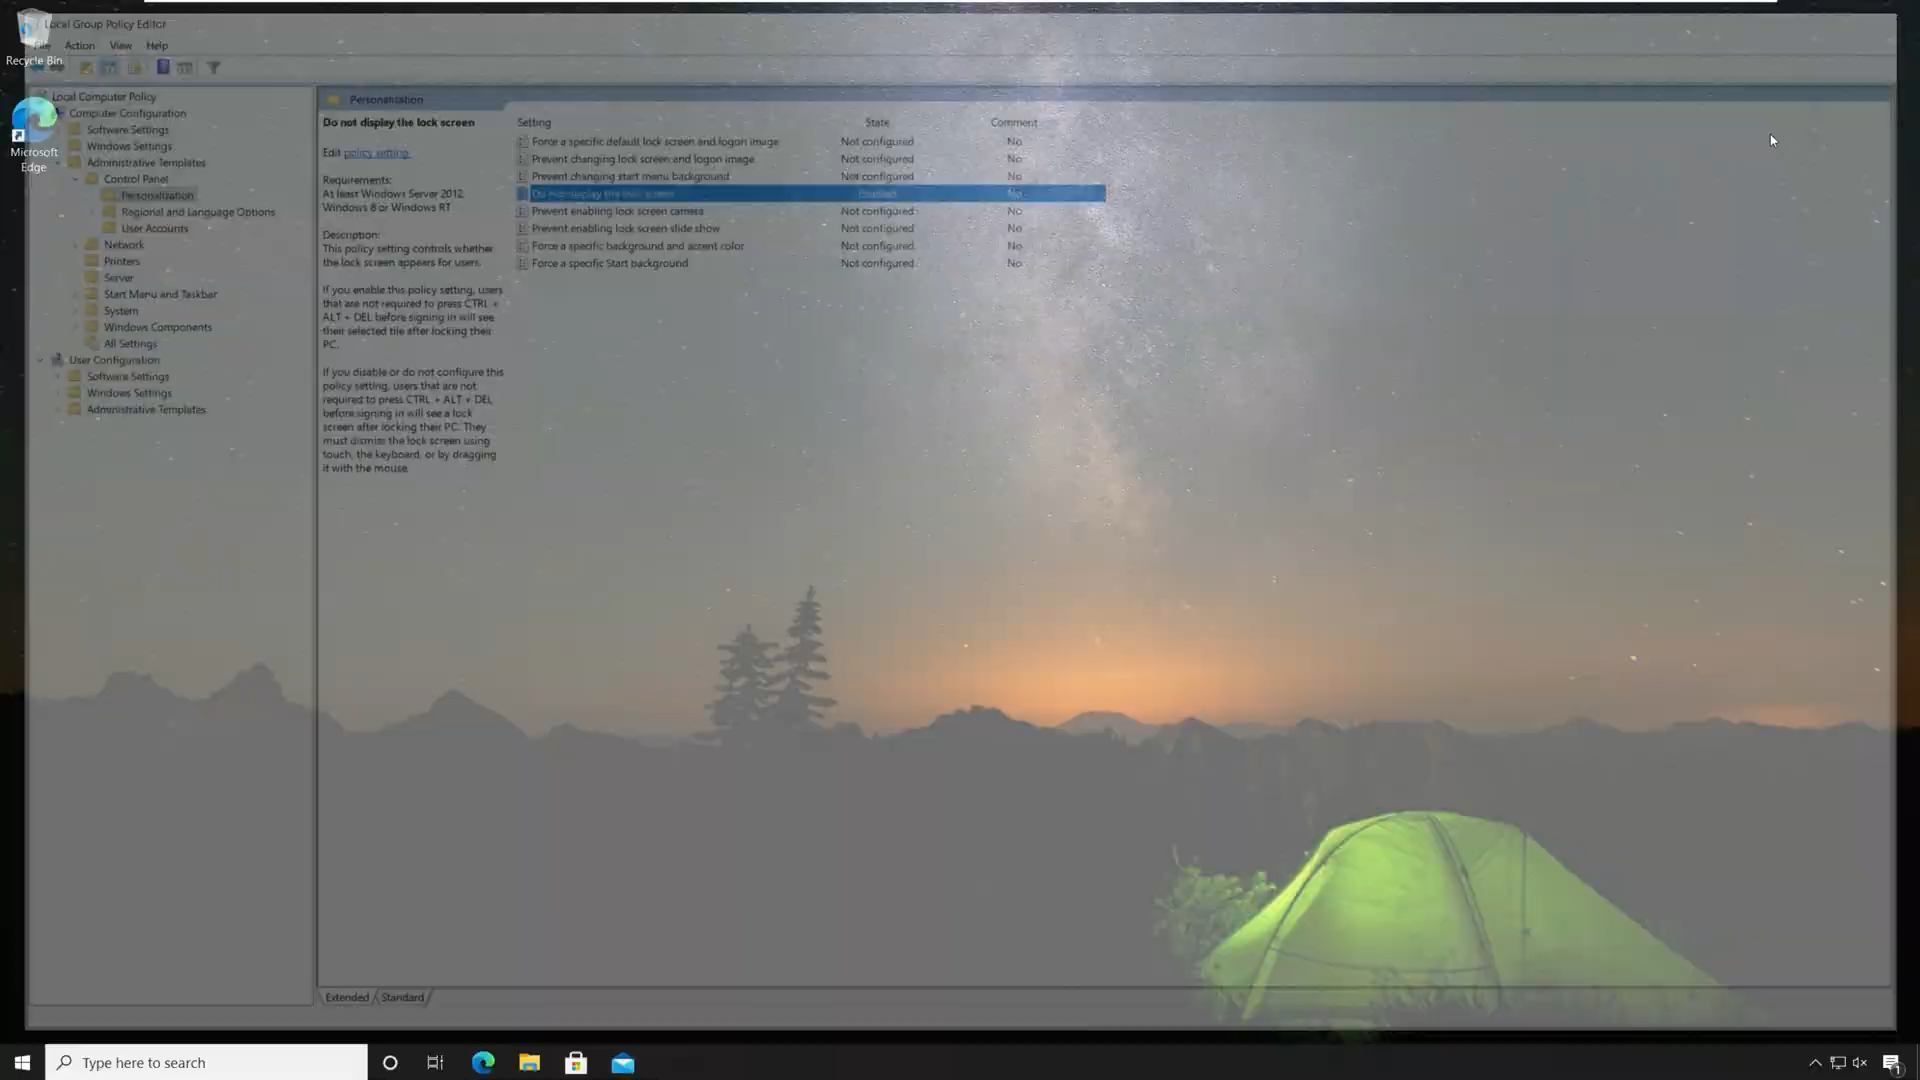 Local Group Policy Editor
File Action View Help
Recycle Bin
Microsoft
Edge
Local Computer Policy
Computer Configuration
Software Settings
Windows Settings
Administrative Templates
Control Panel
Personalization
Regional and Language Options
User Accounts
Network
Printers
Server
Start Menu and Taskbar
System
Windows Components
All Settings
User Configuration
Software Settings
Windows Settings
Administrative Templates
Personalization
Do not display the lock screen
Edit policy setting.
Requirements:
At least Windows Server 2012,
Windows 8 or Windows RT
Description:
This policy setting controls whether
the lock screen appears for users.
If you enable this policy setting, users
that are not required to press CTRL +
ALT + DEL before signing in will see
their selected tile after locking their
PC.
If you disable or do not configure this
policy setting, users that are not
required to press CTRL + ALT + DEL
before signing in will see a lock
screen after locking their PC. They
must dismiss the lock screen using
touch, the keyboard, or by dragging
it with the mouse.
Setting State Comment
Force a specific default lock screen and logon image Not configured No
Prevent changing lock screen and logon image Not configured No
Prevent changing start menu background Not configured No
Do not display the lock screen Enabled No
Prevent enabling lock screen camera Not configured No
Prevent enabling lock screen slide show Not configured No
Force a specific background and accent color Not configured No
Force a specific Start background Not configured No
Extended Standard
Type here to search
1